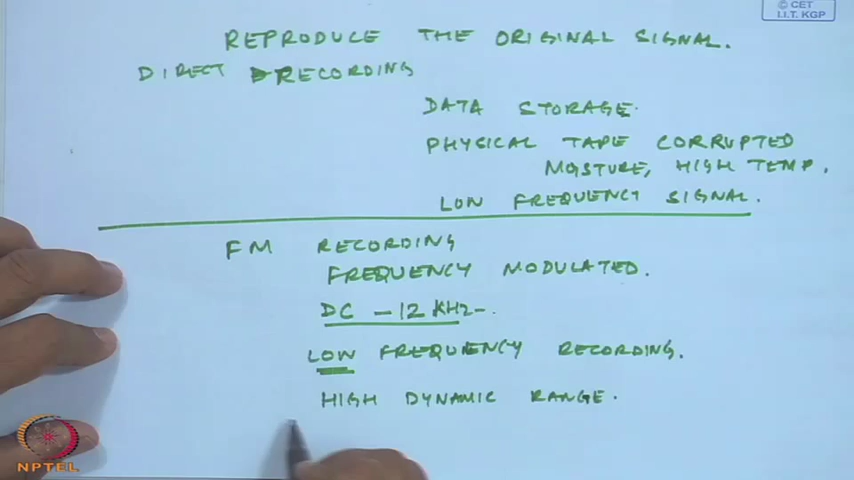 © CET
I.I.T. KGP
REPRODUCE THE ORIGINAL SIGNAL.
DIRECT RECORDING
DATA STORAGE.
PHYSICAL TAPE CORRUPTED
MOISTURE, HIGH TEMP.
LOW FREQUENCY SIGNAL.
FM RECORDING
FREQUENCY MODULATED.
DC - 12 KHz -.
LOW FREQUENCY RECORDING.
HIGH DYNAMIC RANGE.
NPTEL